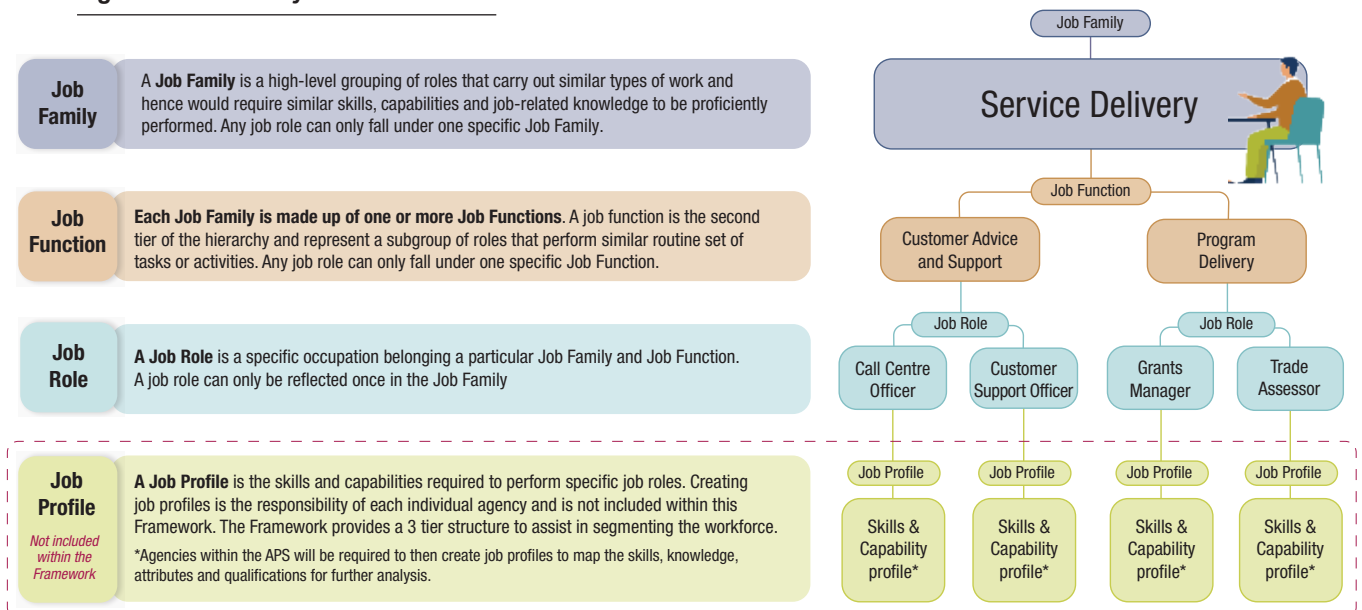 Job
Family
A Job Family is a high-level grouping of roles that carry out similar types of work and
hence would require similar skills, capabilities and job-related knowledge to be proficiently
performed. Any job role can only fall under one specific Job Family.
Job
Function
Each Job Family is made up of one or more Job Functions. A job function is the second
tier of the hierarchy and represent a subgroup of roles that perform similar routine set of
tasks or activities. Any job role can only fall under one specific Job Function.
Job
Role
A Job Role is a specific occupation belonging a particular Job Family and Job Function.
A job role can only be reflected once in the Job Family
Job
Profile
Not included
within the
Framework
A Job Profile is the skills and capabilities required to perform specific job roles. Creating
job profiles is the responsibility of each individual agency and is not included within this
Framework. The Framework provides a 3 tier structure to assist in segmenting the workforce.
*Agencies within the APS will be required to then create job profiles to map the skills, knowledge,
attributes and qualifications for further analysis.
Job Family
Service Delivery
Job Function
Customer Advice
and Support
Program
Delivery
Job Role
Job Role
Call Centre
Officer
Customer
Support Officer
Grants
Manager
Trade
Assessor
Job Profile
Job Profile
Job Profile
Job Profile
Skills &
Capability
profile*
Skills &
Capability
profile*
Skills &
Capability
profile*
Skills &
Capability
profile*